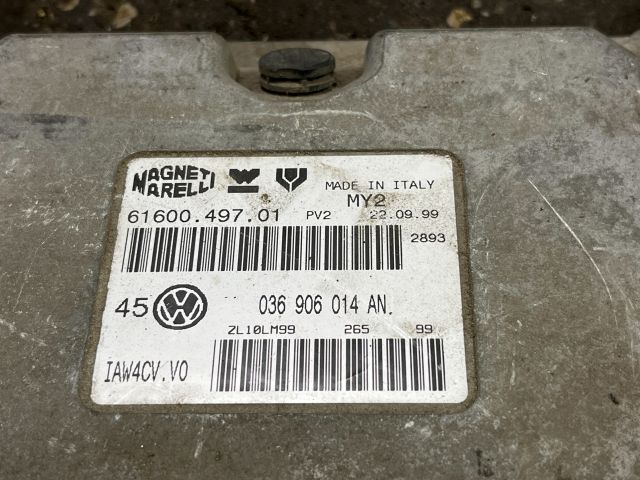 MAGNETI
MARELLI
MADE IN ITALY
MY2
61600.497.01 PV2 22.09.99
2893
45 036 906 014 AN.
ZL10LM99 265 99
IAW4CV.V0